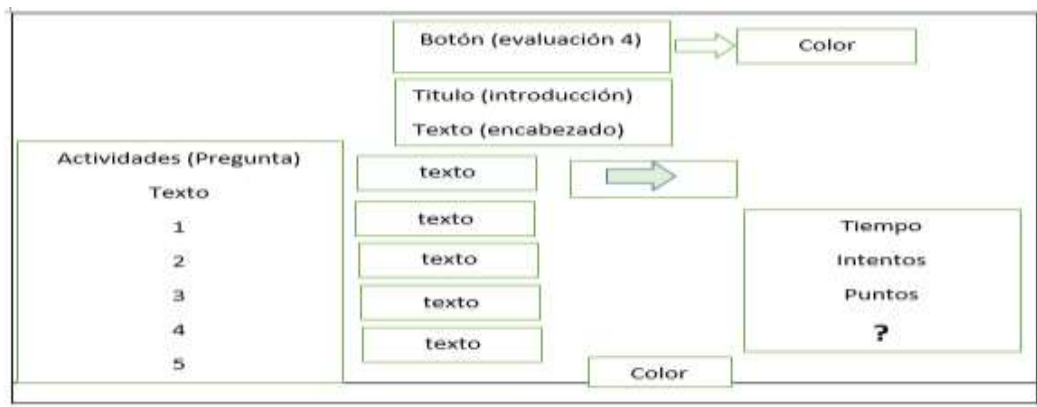 Botón (evaluación 4)
Color
Titulo (introducción)
Texto (encabezado)
Actividades (Pregunta)
Texto
1
2
3
4
5
texto
texto
texto
texto
texto
Tiempo
Intentos
Puntos
?
Color